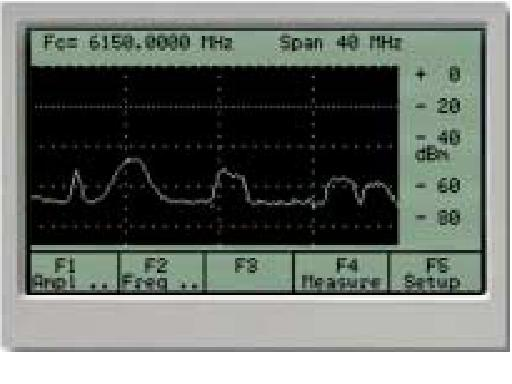 Fc= 6150.0000 MHz Span 40 MHz
+ 0
- 20
- 40
dBm
- 60
- 80
F1 F2 F3 F4 F5
Ampl .. Freq .. Measure Setup